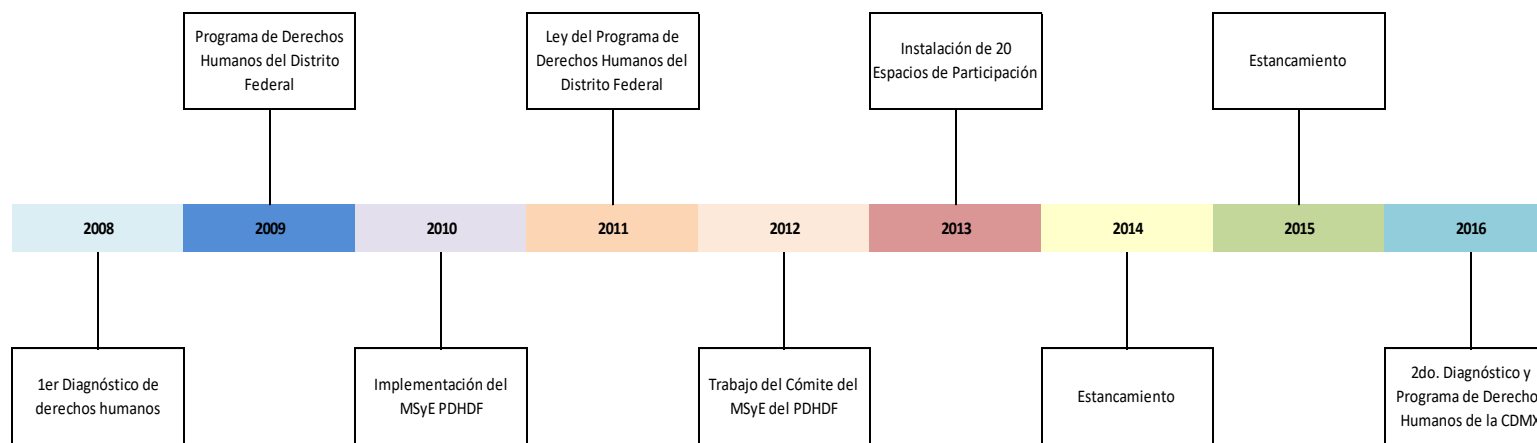 Programa de Derechos
Humanos del Distrito
Federal
Ley del Programa de
Derechos Humanos del
Distrito Federal
Instalación de 20
Espacios de Participación
Estancamiento
2008
2009
2010
2011
2012
2013
2014
2015
2016
1er Diagnóstico de
derechos humanos
Implementación del
MSyE PDHDF
Trabajo del Cómite del
MSyE del PDHDF
Estancamiento
2do. Diagnóstico y
Programa de Derecho
Humanos de la CDMX